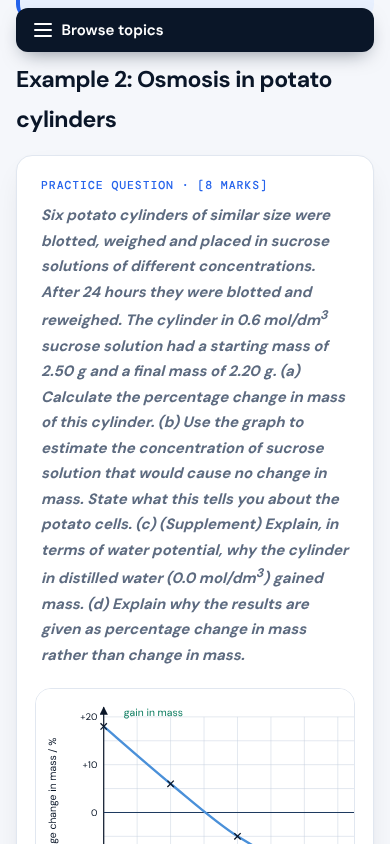 Browse topics
Example 2: Osmosis in potato
cylinders
PRACTICE QUESTION · [8 MARKS]
Six potato cylinders of similar size were
blotted, weighed and placed in sucrose
solutions of different concentrations.
After 24 hours they were blotted and
reweighed. The cylinder in 0.6 mol/dm³
sucrose solution had a starting mass of
2.50 g and a final mass of 2.20 g. (a)
Calculate the percentage change in mass
of this cylinder. (b) Use the graph to
estimate the concentration of sucrose
solution that would cause no change in
mass. State what this tells you about the
potato cells. (c) (Supplement) Explain, in
terms of water potential, why the cylinder
in distilled water (0.0 mol/dm³) gained
mass. (d) Explain why the results are
given as percentage change in mass
rather than change in mass.
gain in mass
+20
+10
0
ge change in mass / %